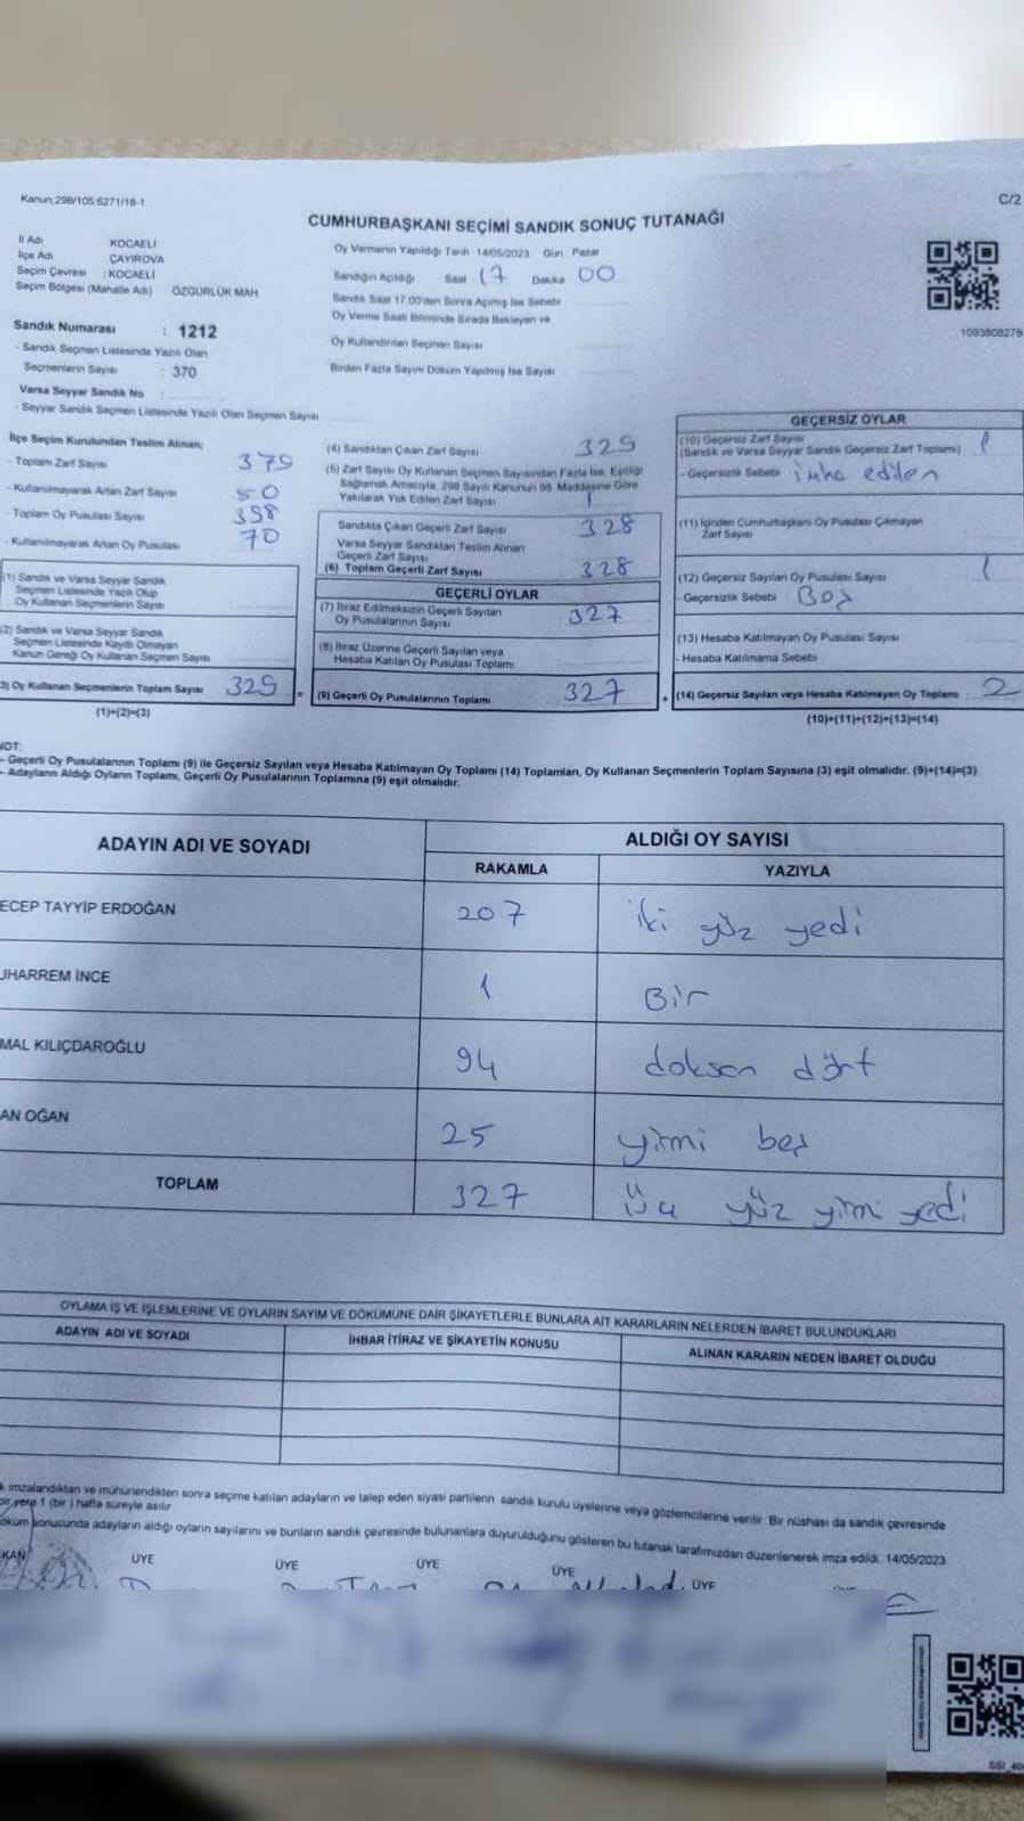 Kanun;298/105;6271/18-1
C/2
CUMHURBAŞKANI SEÇİMİ SANDIK SONUÇ TUTANAĞI
İl Adı KOCAELİ
İlçe Adı ÇAYIROVA
Seçim Çevresi : KOCAELİ
Seçim Bölgesi (Mahalle Adı) ÖZGÜRLÜK MAH
Oy Vermenin Yapıldığı Tarih 14/05/2023 Gün Pazar
Sandığın Açıldığı Saat 17 Dakika 00
Sandık Saat 17.00'den Sonra Açılmış İse Sebebi
Oy Verme Saati Bitiminde Sırada Bekleyen ve
Oy Kullandırılan Seçmen Sayısı
Birden Fazla Sayım Döküm Yapılmış İse Sayısı
1093808276
Sandık Numarası : 1212
- Sandık Seçmen Listesinde Yazılı Olan
Seçmenlerin Sayısı : 370
Varsa Seyyar Sandık No
- Seyyar Sandık Seçmen Listesinde Yazılı Olan Seçmen Sayısı
İlçe Seçim Kurulundan Teslim Alınan;
- Toplam Zarf Sayısı 379
- Kullanılmayarak Artan Zarf Sayısı 50
- Toplam Oy Pusulası Sayısı 398
- Kullanılmayarak Artan Oy Pusulası 70
1) Sandık ve Varsa Seyyar Sandık
Seçmen Listesinde Yazılı Olup
Oy Kullanan Seçmenlerin Sayısı
2) Sandık ve Varsa Seyyar Sandık
Seçmen Listesinde Kayıtlı Olmayan
Kanun Gereği Oy Kullanan Seçmen Sayısı
3) Oy Kullanan Seçmenlerin Toplam Sayısı 329
(1)+(2)=(3)
(4) Sandıktan Çıkan Zarf Sayısı 329
(5) Zarf Sayısı Oy Kullanan Seçmen Sayısından Fazla İse, Eşitliği
Sağlamak Amacıyla, 298 Sayılı Kanunun 98. Maddesine Göre
Yakılarak Yok Edilen Zarf Sayısı 1
Sandıkta Çıkan Geçerli Zarf Sayısı 328
Varsa Seyyar Sandıktan Teslim Alınan
Geçerli Zarf Sayısı
(6) Toplam Geçerli Zarf Sayısı 328
GEÇERLİ OYLAR
(7) İtiraz Edilmeksizin Geçerli Sayılan
Oy Pusulalarının Sayısı 327
(8) İtiraz Üzerine Geçerli Sayılan veya
Hesaba Katılan Oy Pusulası Toplamı
= (9) Geçerli Oy Pusulalarının Toplamı 327
GEÇERSİZ OYLAR
(10) Geçersiz Zarf Sayısı
(Sandık ve Varsa Seyyar Sandık Geçersiz Zarf Toplamı) 1
- Geçersizlik Sebebi imha edilen
(11) İçinden Cumhurbaşkanı Oy Pusulası Çıkmayan
Zarf Sayısı
(12) Geçersiz Sayılan Oy Pusulası Sayısı 1
- Geçersizlik Sebebi Boş
(13) Hesaba Katılmayan Oy Pusulası Sayısı
- Hesaba Katılmama Sebebi
+ (14) Geçersiz Sayılan veya Hesaba Katılmayan Oy Toplamı 2
(10)+(11)+(12)+(13)=(14)
NOT:
- Geçerli Oy Pusulalarının Toplamı (9) ile Geçersiz Sayılan veya Hesaba Katılmayan Oy Toplamı (14) Toplamları, Oy Kullanan Seçmenlerin Toplam Sayısına (3) eşit olmalıdır. (9)+(14)=(3)
- Adayların Aldığı Oyların Toplamı, Geçerli Oy Pusulalarının Toplamına (9) eşit olmalıdır.
ADAYIN ADI VE SOYADI ALDIĞI OY SAYISI
RAKAMLA YAZIYLA
ECEP TAYYİP ERDOĞAN 207 iki yüz yedi
UHARREM İNCE 1 Bir
MAL KILIÇDAROĞLU 94 doksan dört
AN OĞAN 25 yirmi beş
TOPLAM 327 üç yüz yirmi yedi
OYLAMA İŞ VE İŞLEMLERİNE VE OYLARIN SAYIM VE DÖKÜMÜNE DAİR ŞİKAYETLERLE BUNLARA AİT KARARLARIN NELERDEN İBARET BULUNDUKLARI
ADAYIN ADI VE SOYADI İHBAR İTİRAZ VE ŞİKAYETİN KONUSU ALINAN KARARIN NEDEN İBARET OLDUĞU
k imzalandıktan ve mühürlendikten sonra seçime katılan adayların ve talep eden siyasi partilerin sandık kurulu üyelerine veya gözlemcilerine verilir. Bir nüshası da sandık çevresinde
bir yere 1 (bir ) hafta süreyle asılır
öküm sonucunda adayların aldığı oyların sayılarını ve bunların sandık çevresinde bulunanlara duyurulduğunu gösteren bu tutanak tarafımızdan düzenlenerek imza edildi. 14/05/2023
KAN ÜYE ÜYE ÜYE ÜYE ÜYE